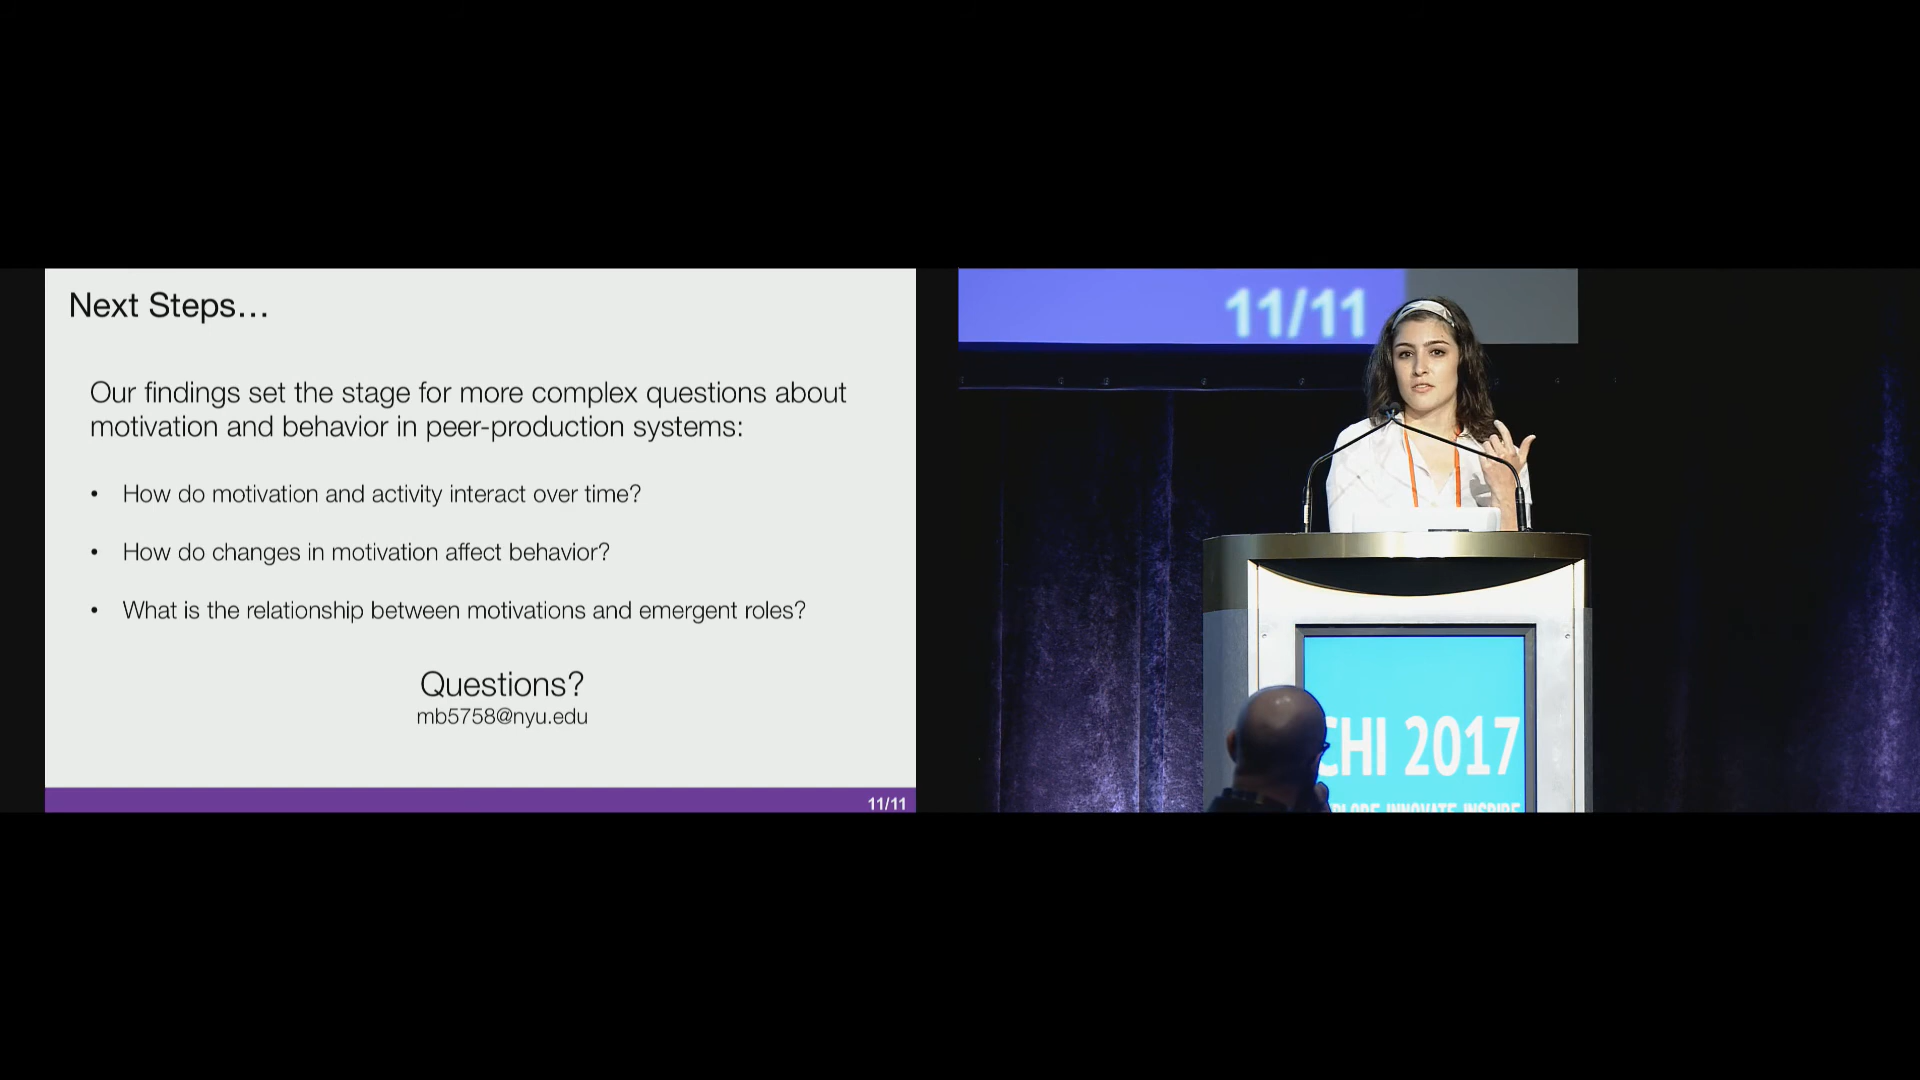 Next Steps...
Our findings set the stage for more complex questions about
motivation and behavior in peer-production systems:
• How do motivation and activity interact over time?
• How do changes in motivation affect behavior?
• What is the relationship between motivations and emergent roles?
Questions?
mb5758@nyu.edu
11/11
11/11
CHI 2017
INNOVATE INSPIRE